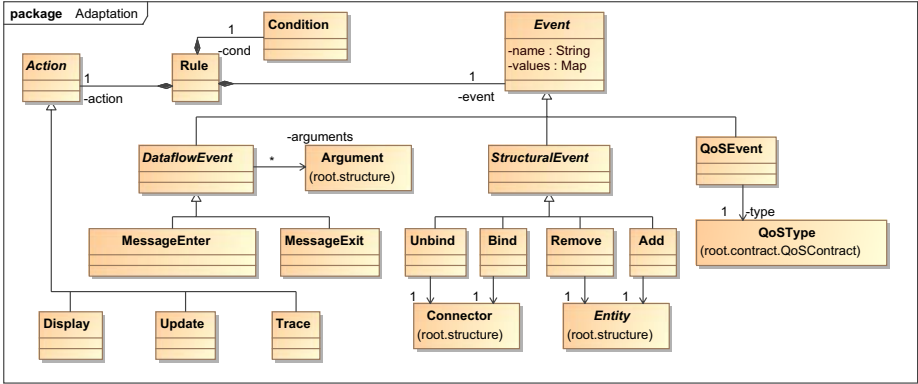 package Adaptation
Condition
Event
-name : String
-values : Map
1
-cond
Action
Rule
1
-action
1
-event
-arguments
DataflowEvent
*
Argument
(root.structure)
StructuralEvent
QoSEvent
1
-type
MessageEnter
MessageExit
Unbind
Bind
Remove
Add
QoSType
(root.contract.QoSContract)
1
1
1
1
Display
Update
Trace
Connector
(root.structure)
Entity
(root.structure)